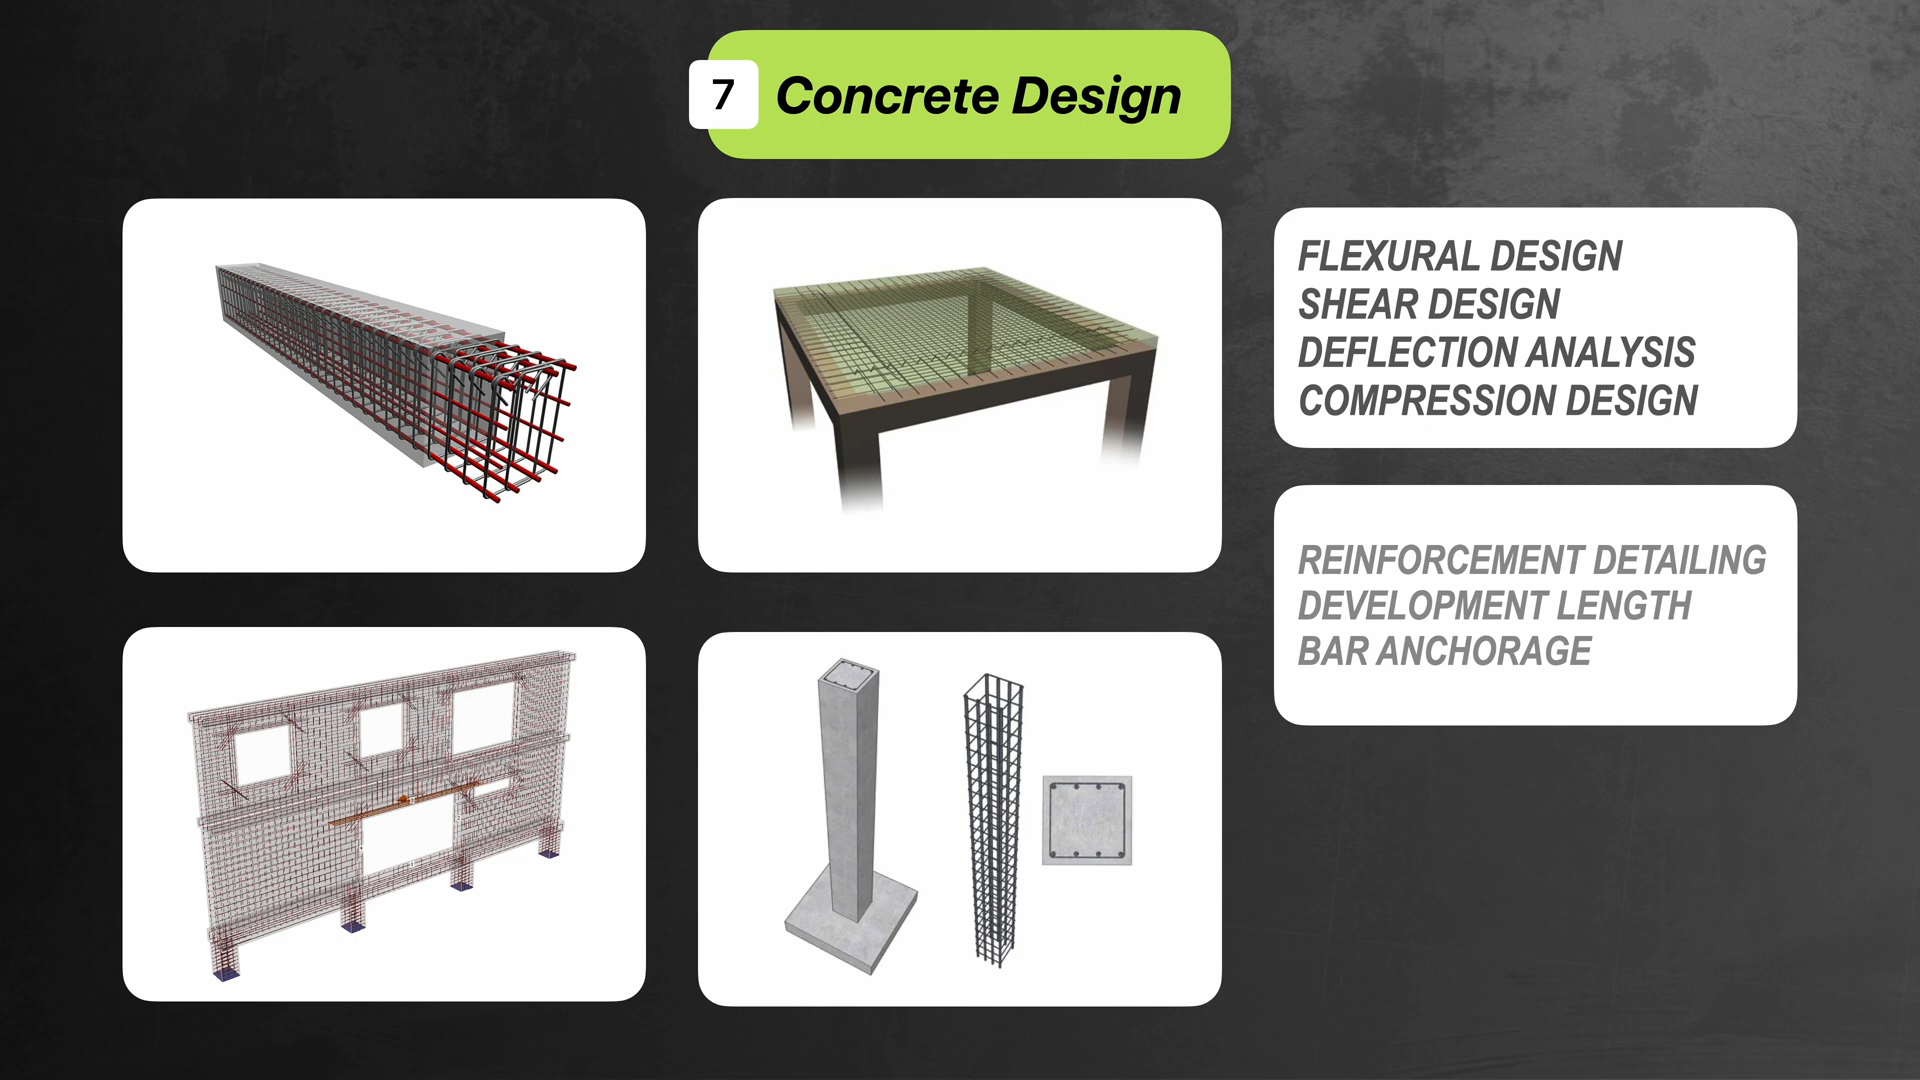 7
Concrete Design
FLEXURAL DESIGN
SHEAR DESIGN
DEFLECTION ANALYSIS
COMPRESSION DESIGN
REINFORCEMENT DETAILING
DEVELOPMENT LENGTH
BAR ANCHORAGE